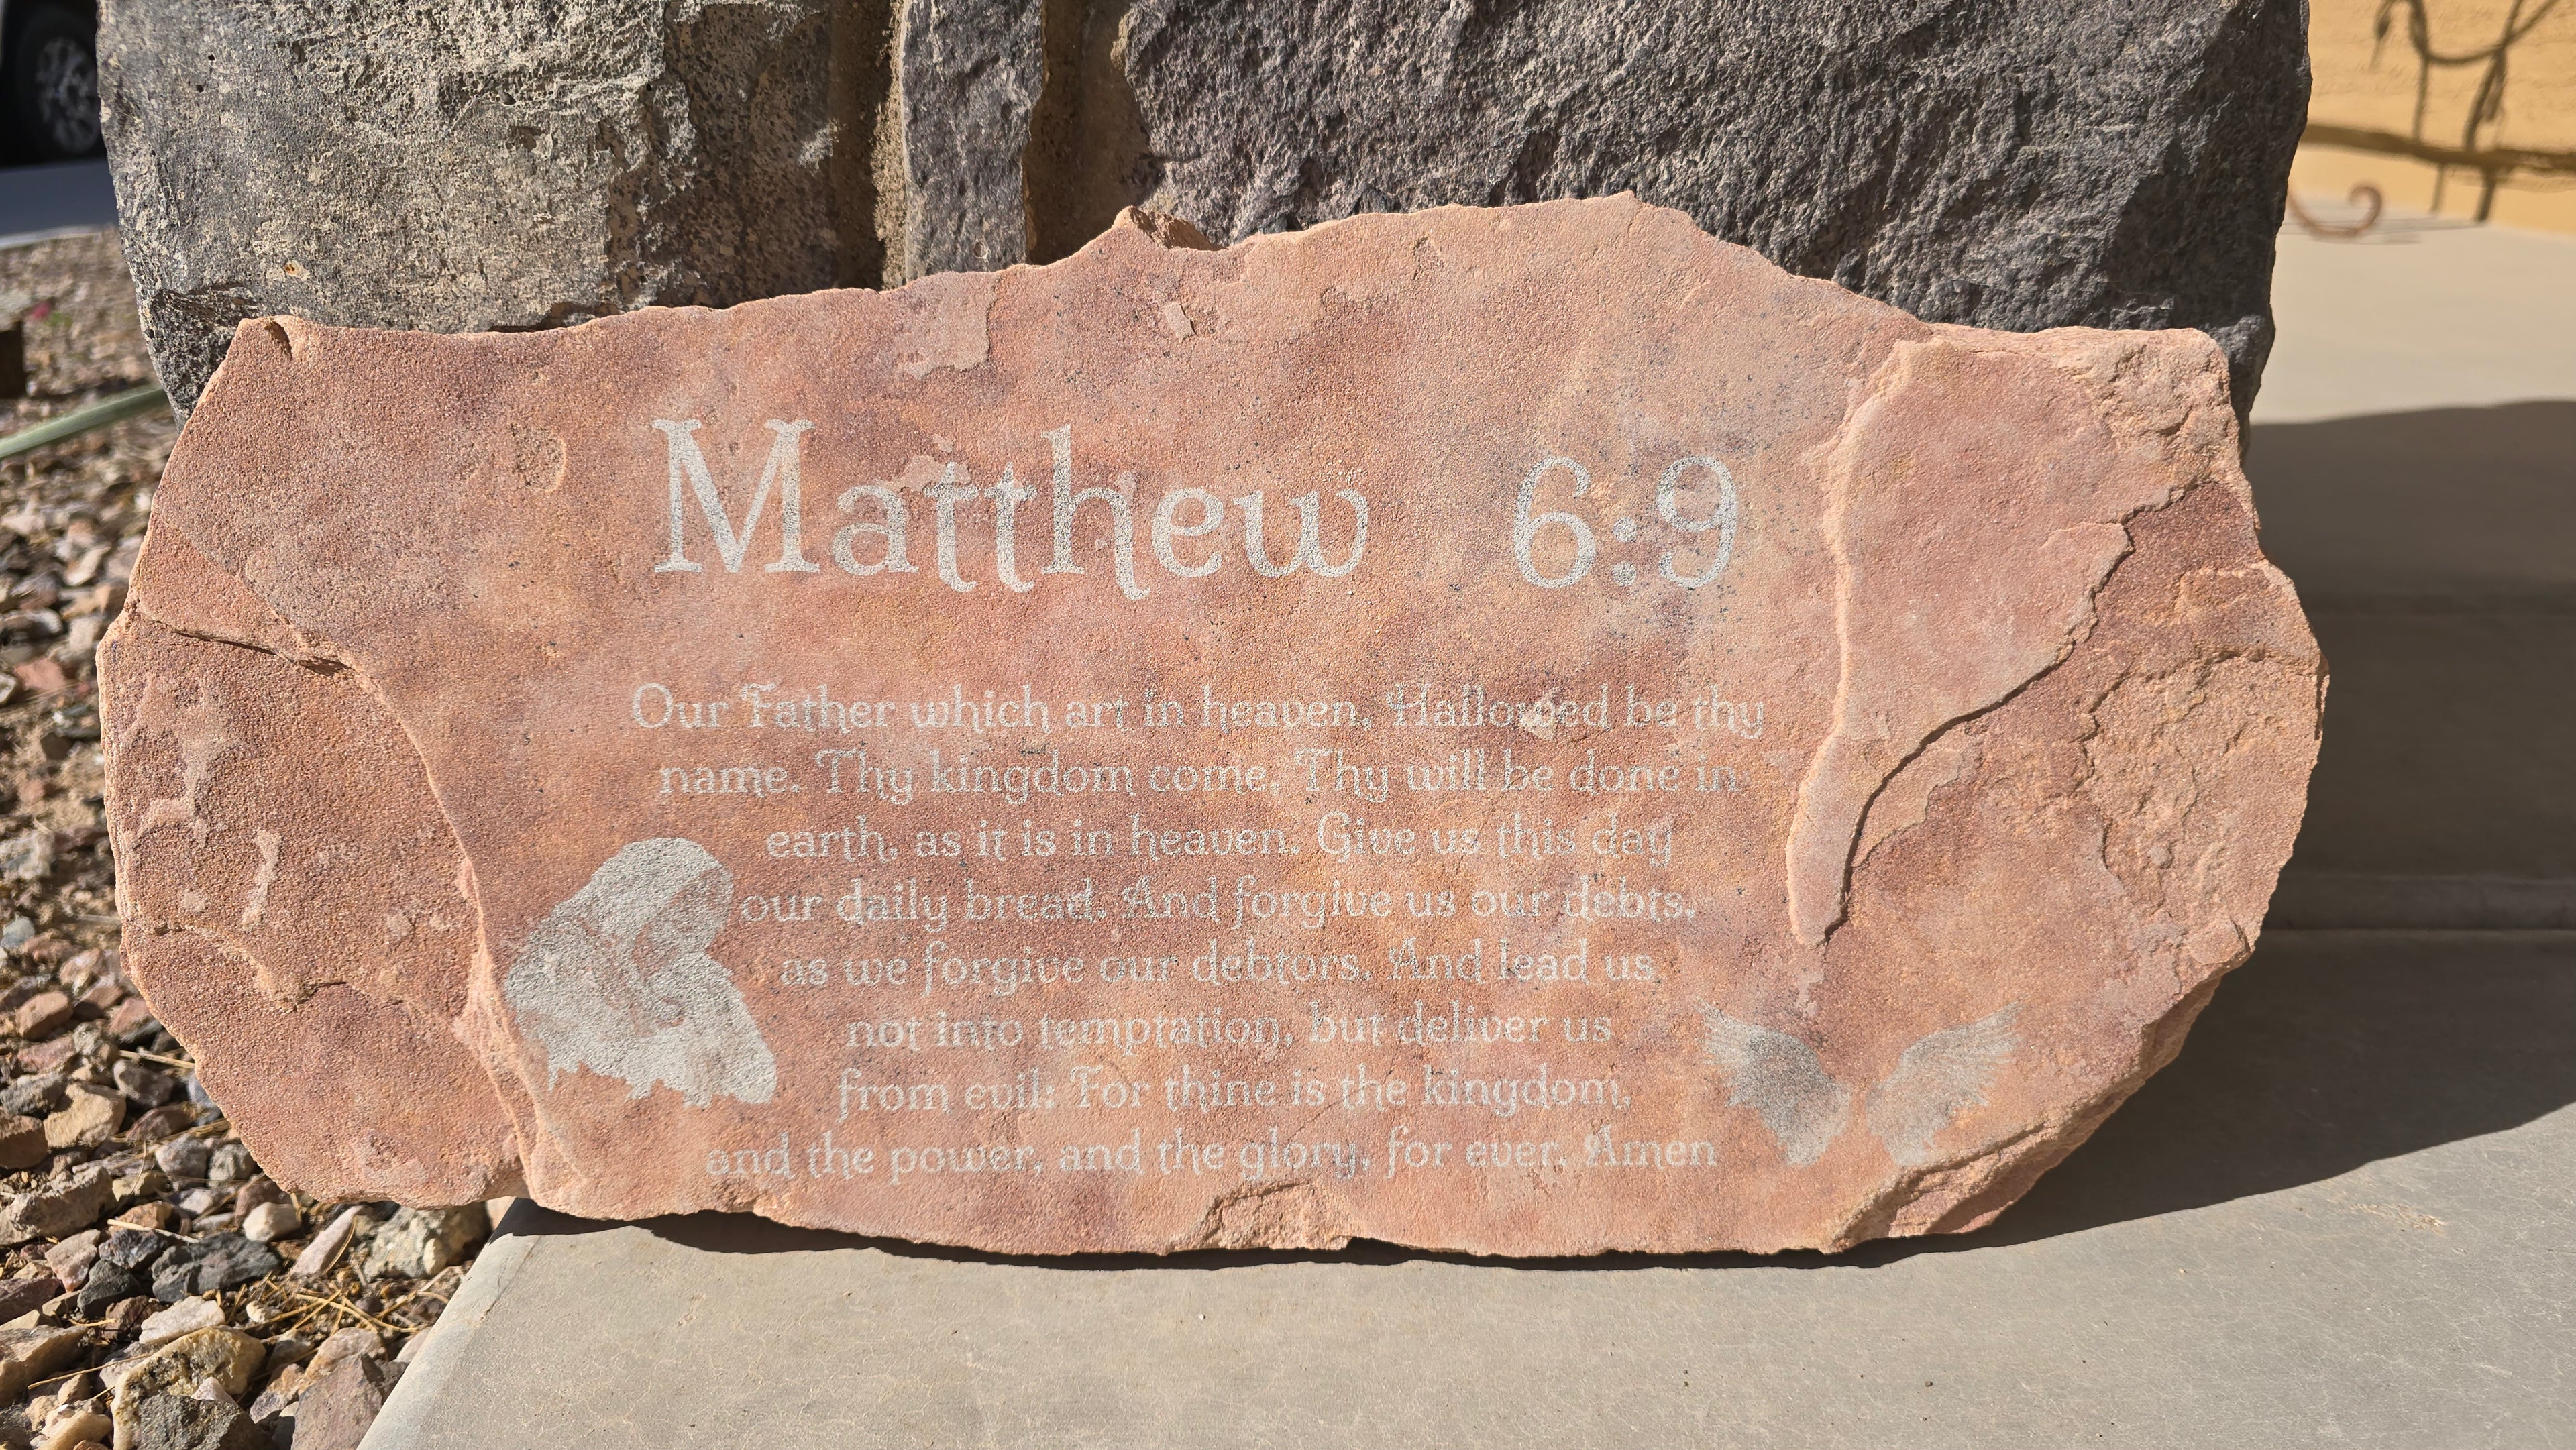 Matthew 6:9
Our Father which art in heaven, Hallowed be thy
name. Thy kingdom come, Thy will be done in
earth, as it is in heaven. Give us this day
our daily bread. And forgive us our debts,
as we forgive our debtors. And lead us
not into temptation, but deliver us
from evil: For thine is the kingdom,
and the power, and the glory, for ever. Amen